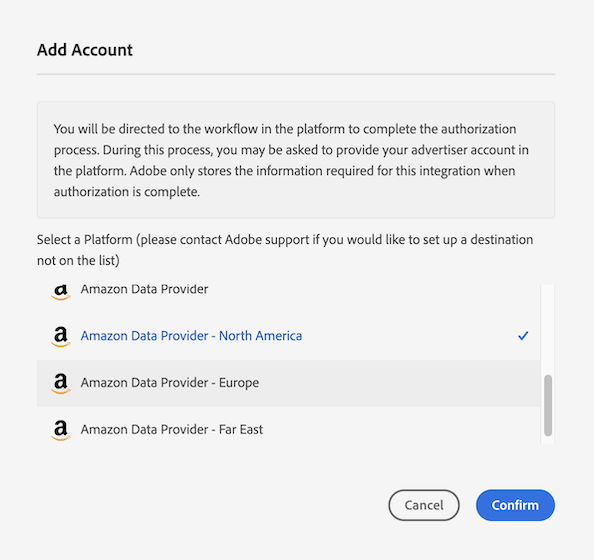 Add Account
You will be directed to the workflow in the platform to complete the authorization
process. During this process, you may be asked to provide your advertiser account in
the platform. Adobe only stores the information required for this integration when
authorization is complete.
Select a Platform (please contact Adobe support if you would like to set up a destination
not on the list)
Amazon Data Provider
Amazon Data Provider - North America
Amazon Data Provider - Europe
Amazon Data Provider - Far East
Cancel
Confirm